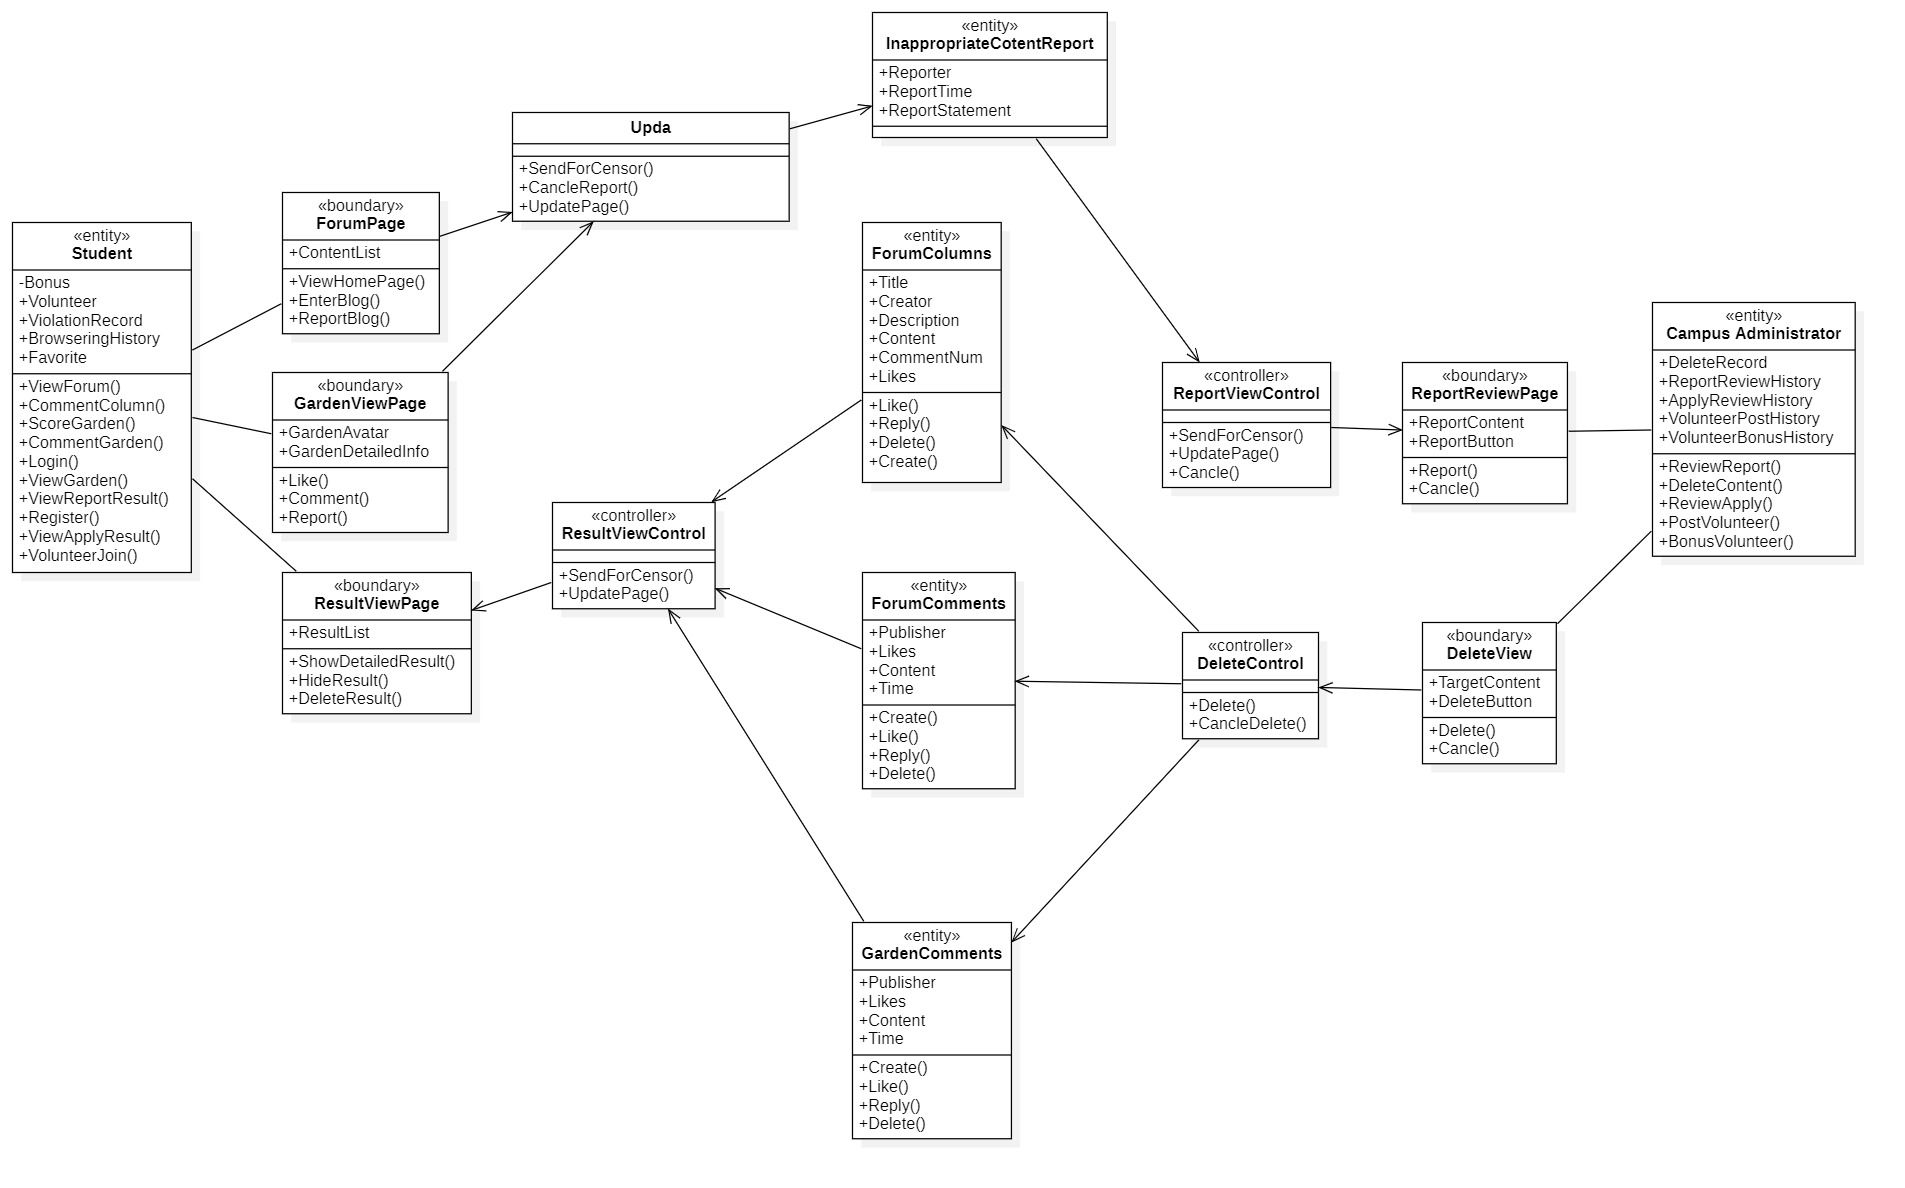 «entity»
InappropriateCotentReport
+Reporter
+ReportTime
+ReportStatement
Upda
+SendForCensor()
+CancleReport()
+UpdatePage()
«boundary»
ForumPage
+ContentList
+ViewHomePage()
+EnterBlog()
+ReportBlog()
«entity»
Student
-Bonus
+Volunteer
+ViolationRecord
+BrowseringHistory
+Favorite
+ViewForum()
+CommentColumn()
+ScoreGarden()
+CommentGarden()
+Login()
+ViewGarden()
+ViewReportResult()
+Register()
+ViewApplyResult()
+VolunteerJoin()
«boundary»
GardenViewPage
+GardenAvatar
+GardenDetailedInfo
+Like()
+Comment()
+Report()
«boundary»
ResultViewPage
+ResultList
+ShowDetailedResult()
+HideResult()
+DeleteResult()
«controller»
ResultViewControl
+SendForCensor()
+UpdatePage()
«entity»
ForumColumns
+Title
+Creator
+Description
+Content
+CommentNum
+Likes
+Like()
+Reply()
+Delete()
+Create()
«entity»
ForumComments
+Publisher
+Likes
+Content
+Time
+Create()
+Like()
+Reply()
+Delete()
«entity»
GardenComments
+Publisher
+Likes
+Content
+Time
+Create()
+Like()
+Reply()
+Delete()
«controller»
ReportViewControl
+SendForCensor()
+UpdatePage()
+Cancle()
«boundary»
ReportReviewPage
+ReportContent
+ReportButton
+Report()
+Cancle()
«entity»
Campus Administrator
+DeleteRecord
+ReportReviewHistory
+ApplyReviewHistory
+VolunteerPostHistory
+VolunteerBonusHistory
+ReviewReport()
+DeleteContent()
+ReviewApply()
+PostVolunteer()
+BonusVolunteer()
«controller»
DeleteControl
+Delete()
+CancleDelete()
«boundary»
DeleteView
+TargetContent
+DeleteButton
+Delete()
+Cancle()